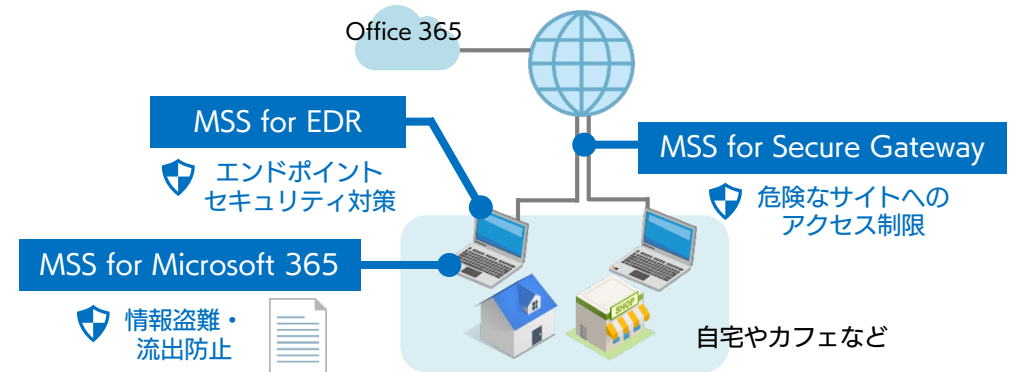 Office 365
MSS for EDR
エンドポイント
セキュリティ対策
MSS for Secure Gateway
危険なサイトへの
アクセス制限
MSS for Microsoft 365
情報盗難・
流出防止
SHOP
自宅やカフェなど